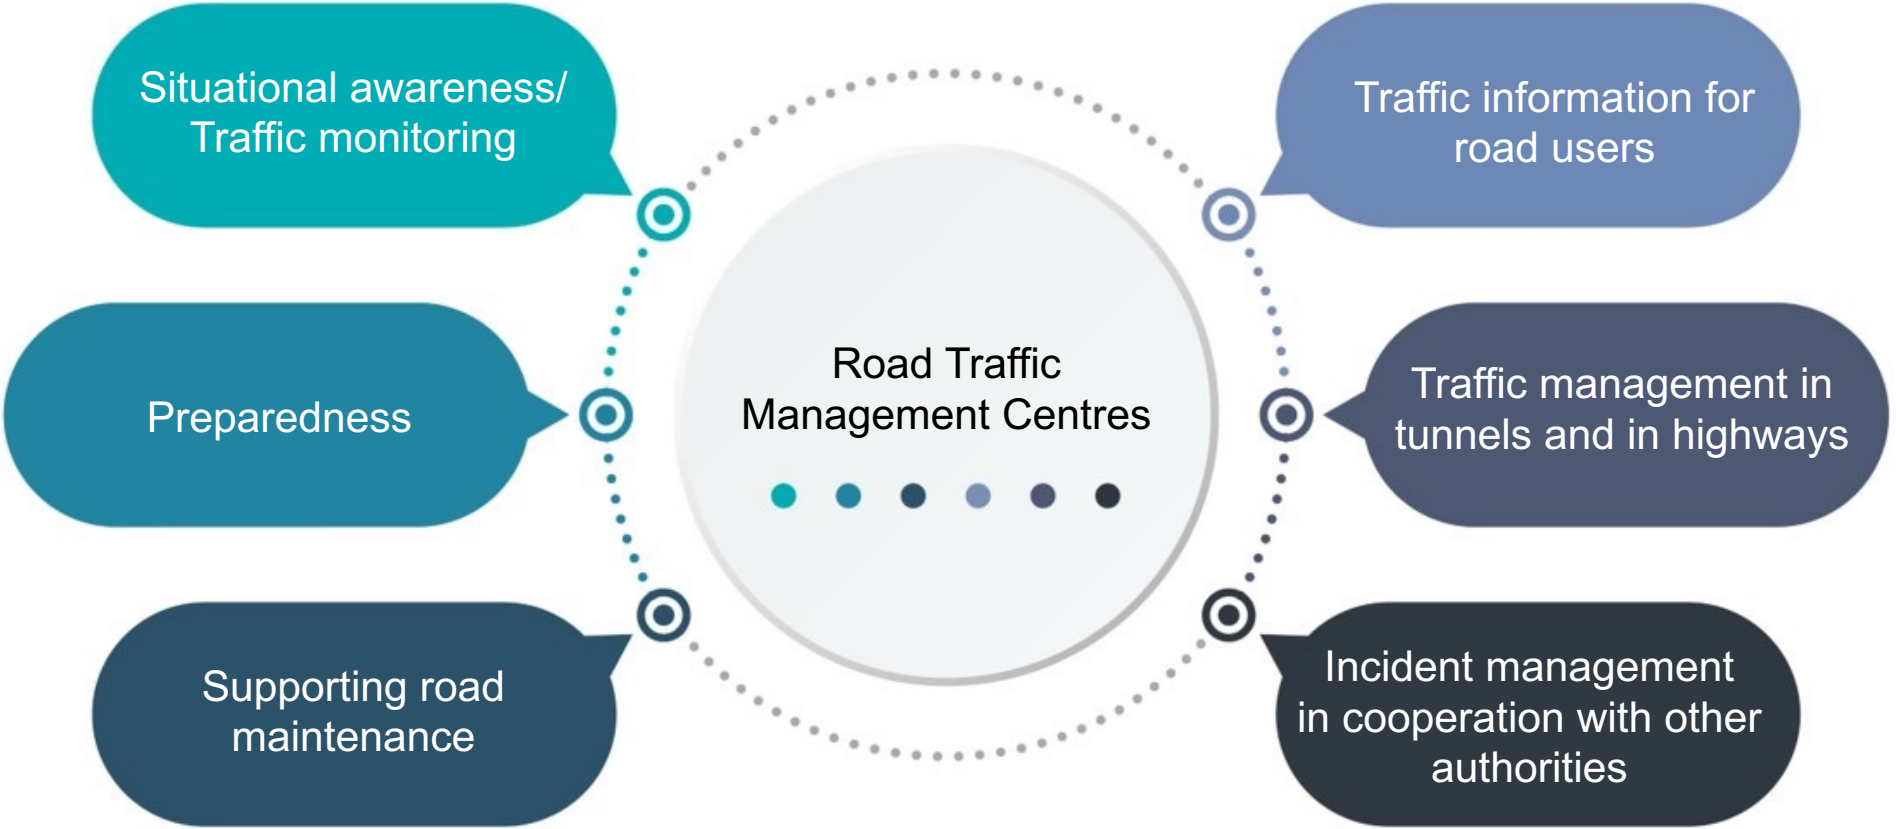 Situational awareness/
Traffic monitoring
Preparedness
Supporting road
maintenance
Road Traffic
Management Centres
Traffic information for
road users
Traffic management in
tunnels and in highways
Incident management
in cooperation with other
authorities